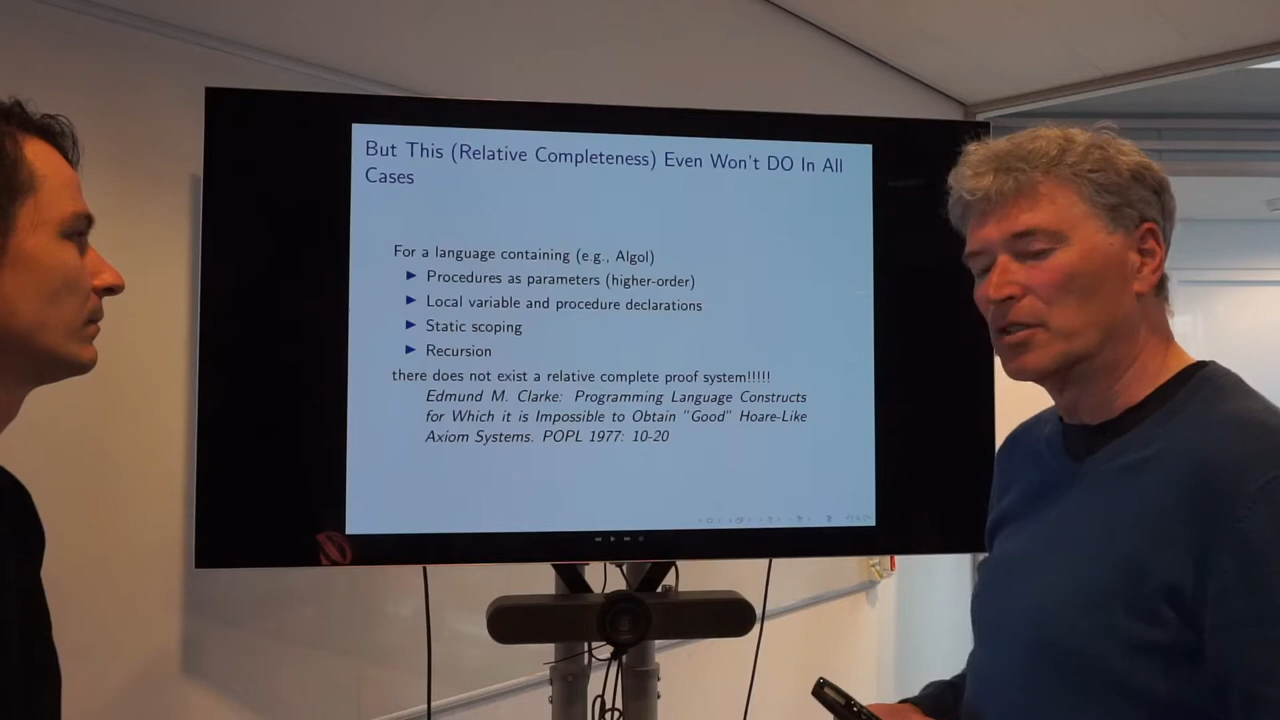 But This (Relative Completeness) Even Won't DO In All
Cases
For a language containing (e.g., Algol)
Procedures as parameters (higher-order)
Local variable and procedure declarations
Static scoping
Recursion
there does not exist a relative complete proof system!!!!!
Edmund M. Clarke: Programming Language Constructs
for Which it is Impossible to Obtain "Good" Hoare-Like
Axiom Systems. POPL 1977: 10-20